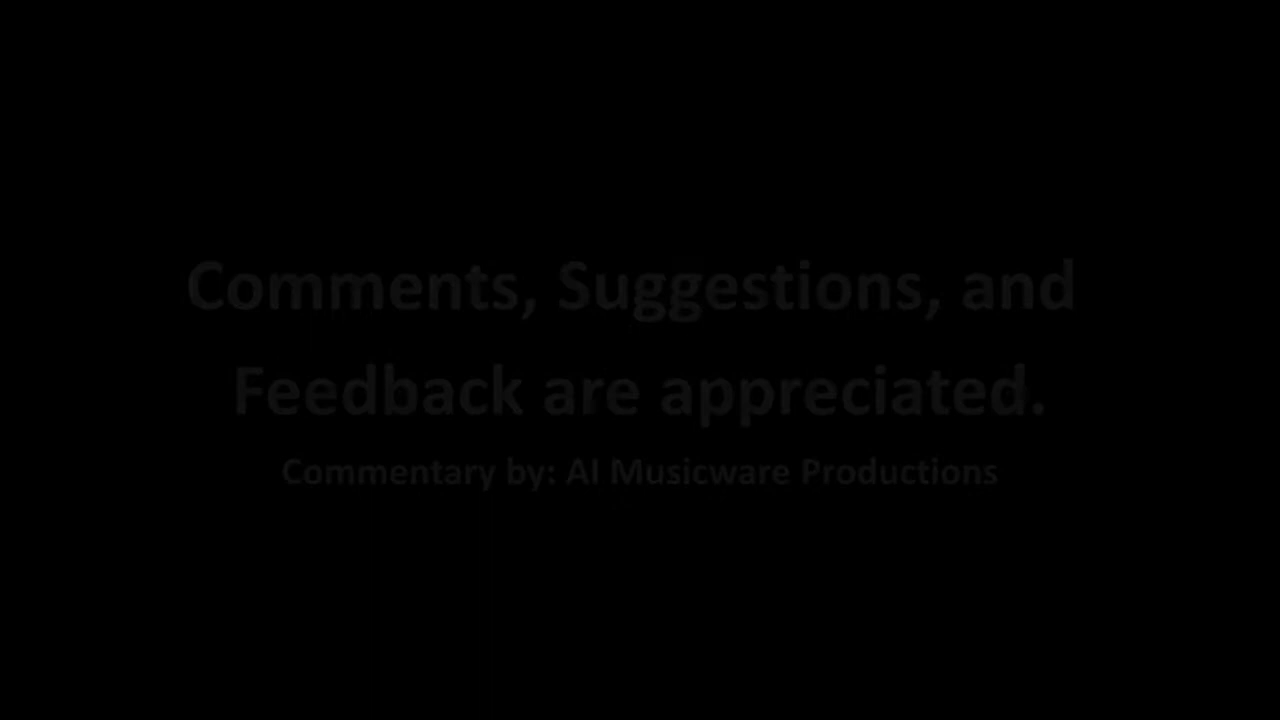 Comments, Suggestions, and
Feedback are appreciated.
Commentary by: AI Musicware Productions